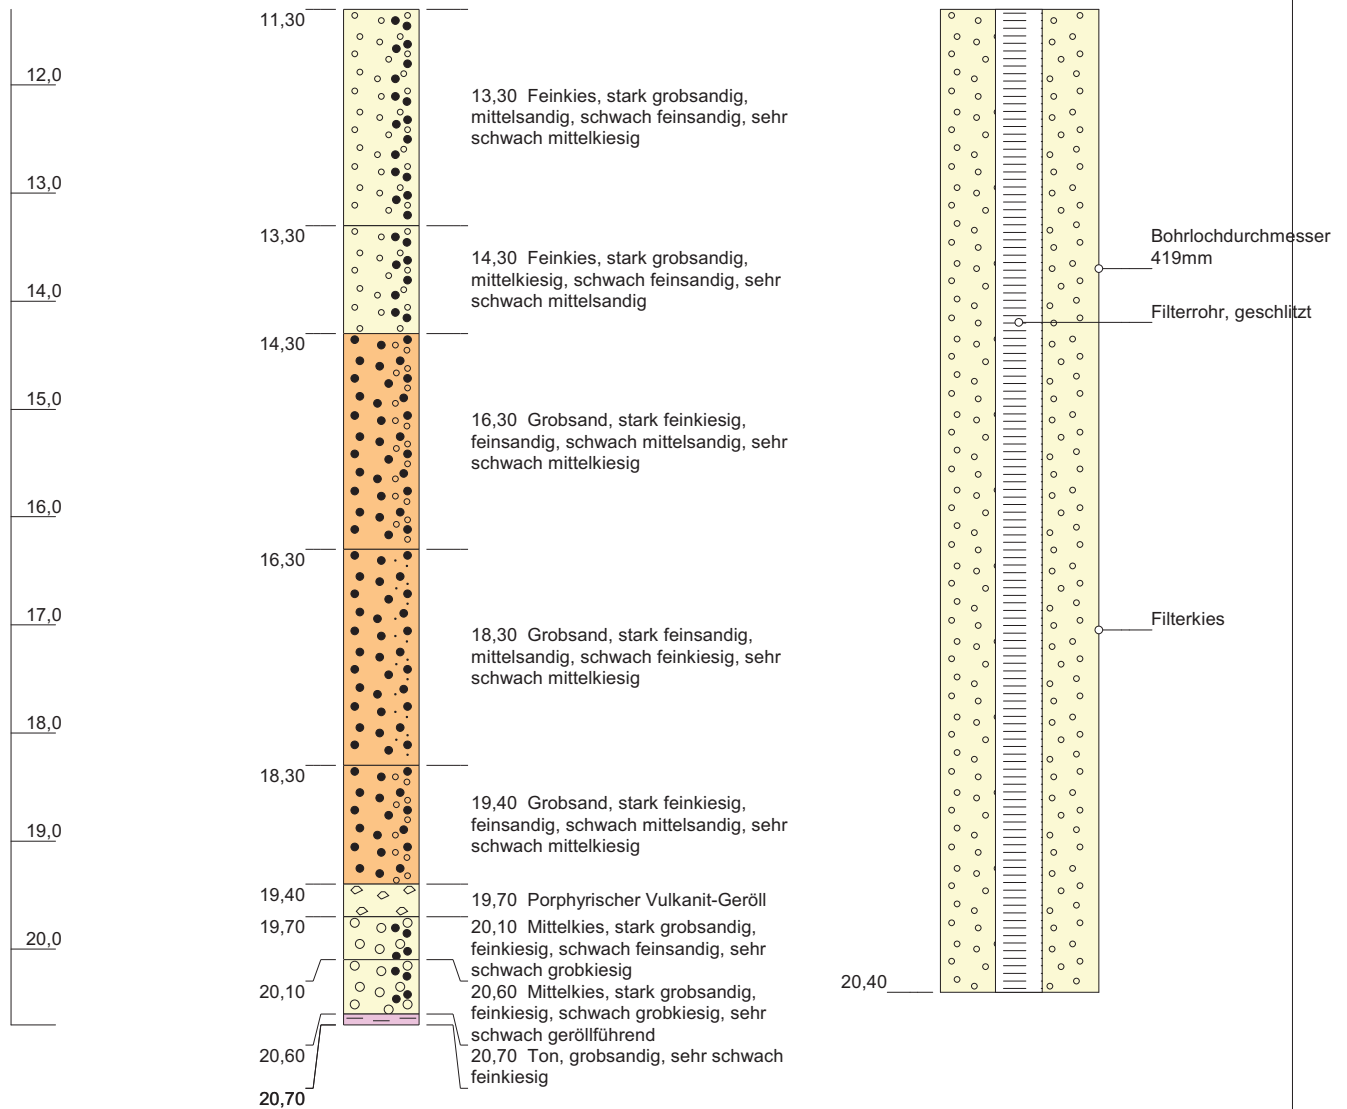 11,30
12,0
13,30 Feinkies, stark grobsandig,
mittelsandig, schwach feinsandig, sehr
schwach mittelkiesig
13,0
13,30
Bohrlochdurchmesser
419mm
14,30 Feinkies, stark grobsandig,
mittelkiesig, schwach feinsandig, sehr
schwach mittelsandig
14,0
Filterrohr, geschlitzt
14,30
15,0
16,30 Grobsand, stark feinkiesig,
feinsandig, schwach mittelsandig, sehr
schwach mittelkiesig
16,0
16,30
17,0
Filterkies
18,30 Grobsand, stark feinsandig,
mittelsandig, schwach feinkiesig, sehr
schwach mittelkiesig
18,0
18,30
19,40 Grobsand, stark feinkiesig,
feinsandig, schwach mittelsandig, sehr
schwach mittelkiesig
19,0
19,40
19,70 Porphyrischer Vulkanit-Geröll
19,70
20,10 Mittelkies, stark grobsandig,
feinkiesig, schwach feinsandig, sehr
schwach grobkiesig
20,0
20,10
20,40
20,60 Mittelkies, stark grobsandig,
feinkiesig, schwach grobkiesig, sehr
schwach geröllführend
20,60
20,70 Ton, grobsandig, sehr schwach
feinkiesig
20,70